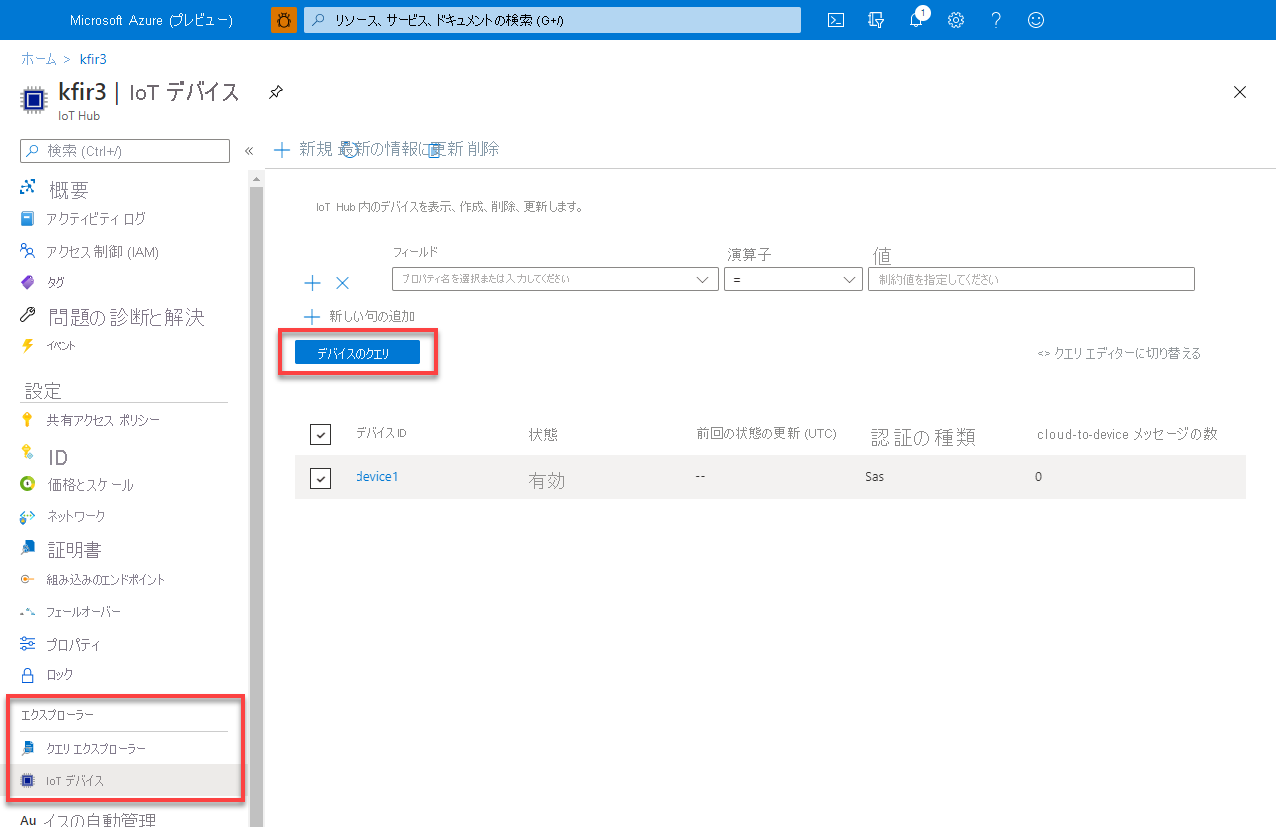 Microsoft Azure (プレビュー)
リソース、サービス、ドキュメントの検索 (G+/)
1
ホーム > kfir3
kfir3 | IoT デバイス
IoT Hub
検索 (Ctrl+/)
«
新規 最新の情報に更新 削除
概要
アクティビティ ログ
アクセス制御 (IAM)
タグ
問題の診断と解決
イベント
設定
共有アクセス ポリシー
ID
価格とスケール
ネットワーク
証明書
組み込みのエンドポイント
フェールオーバー
プロパティ
ロック
エクスプローラー
クエリ エクスプローラー
IoT デバイス
Au イスの自動管理
IoT Hub 内のデバイスを表示、作成、削除、更新します。
フィールド 演算子 値
プロパティ名を選択または入力してください = 制約値を指定してください
新しい句の追加
デバイスのクエリ
<> クエリ エディターに切り替える
デバイス ID 状態 前回の状態の更新 (UTC) 認証の種類 cloud-to-device メッセージの数
device1 有効 -- Sas 0